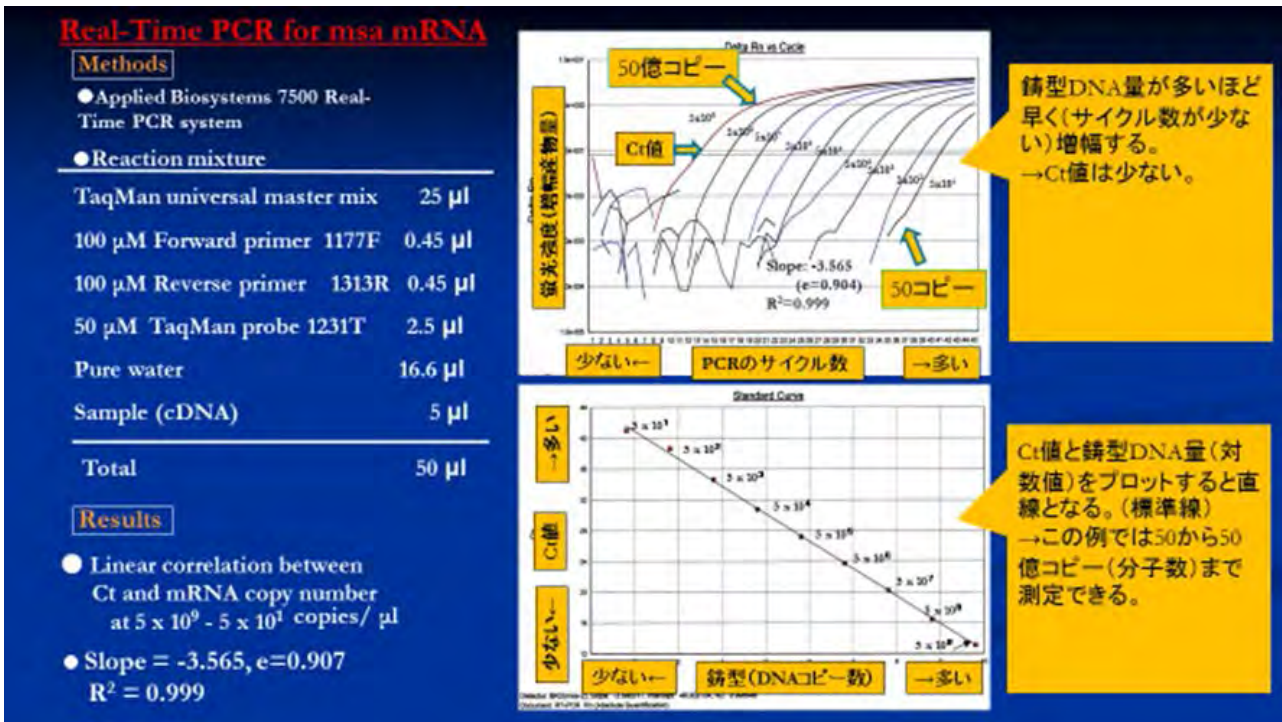 Real-Time PCR for msa mRNA
Methods
●Applied Biosystems 7500 Real-
Time PCR system
●Reaction mixture
TaqMan universal master mix 25 µl
100 µM Forward primer 1177F 0.45 µl
100 µM Reverse primer 1313R 0.45 µl
50 µM TaqMan probe 1231T 2.5 µl
Pure water 16.6 µl
Sample (cDNA) 5 µl
Total 50 µl
Results
● Linear correlation between
Ct and mRNA copy number
at 5 x 10⁹ - 5 x 10¹ copies/ µl
● Slope = -3.565, e=0.907
R² = 0.999
Delta Rn vs Cycle
50億コピー
Ct値
蛍光強度(増幅産物量)
Slope: -3.565
(e=0.904)
R²=0.999
50コピー
少ない←
PCRのサイクル数
→多い
鋳型DNA量が多いほど
早く(サイクル数が少な
い)増幅する。
→Ct値は少ない。
Standard Curve
→多い
Ct値
少ない←
5 x 10¹
5 x 10²
5 x 10³
5 x 10⁴
5 x 10⁵
5 x 10⁶
5 x 10⁷
5 x 10⁸
5 x 10⁹
少ない←
鋳型(DNAコピー数)
→多い
Ct値と鋳型DNA量(対
数値)をプロットすると直
線となる。(標準線)
→この例では50から50
億コピー(分子数)まで
測定できる。